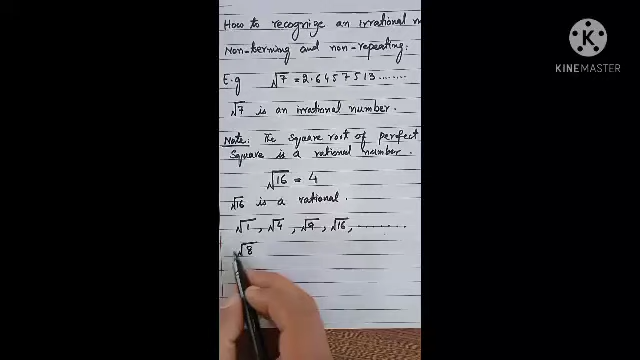 How to recognize an irrational n
Non-terming and non-repeating:
E.g √7 = 2.6457513........
√7 is an irrational number.
Note: The Square root of perfect
Square is a rational number.
√16 = 4
√16 is a rational.
√1, √4, √9, √16, ........
√8
K
KINEMASTER